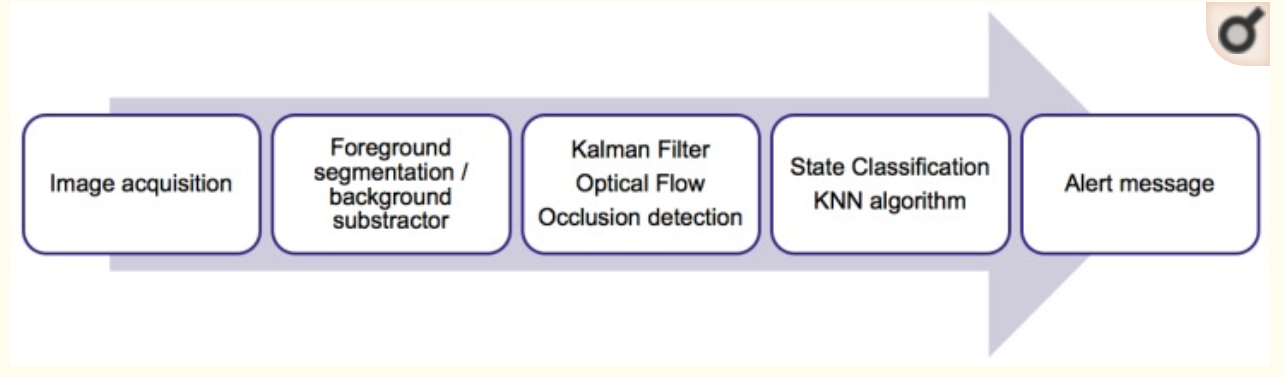 Image acquisition
Foreground
segmentation /
background
substractor
Kalman Filter
Optical Flow
Occlusion detection
State Classification
KNN algorithm
Alert message